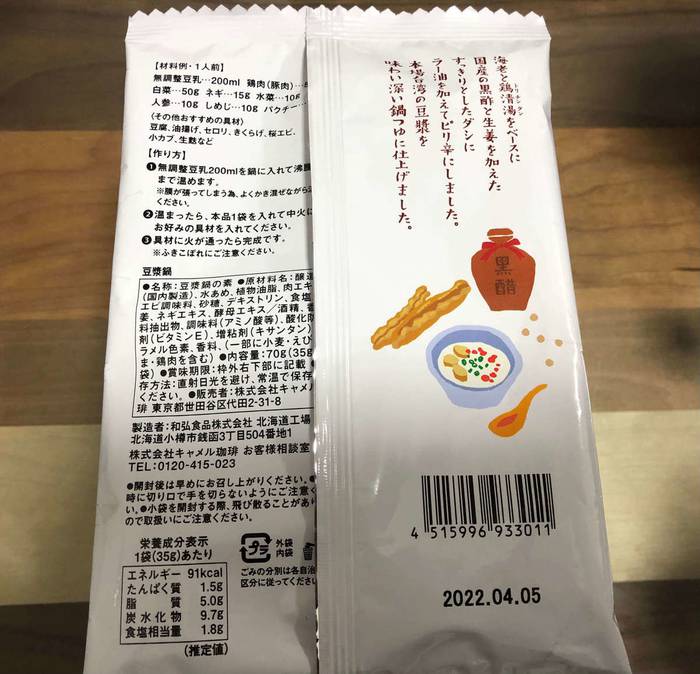 【材料例・1人前】
無調整豆乳…200ml 鶏肉(豚肉)…
白菜…50g ネギ…15g 水菜…10g
人参…10g しめじ…10g パクチー…
〈その他おすすめの具材〉
豆腐、油揚げ、セロリ、きくらげ、桜エビ、
小カブ、生麩など
【作り方】
❶無調整豆乳200mlを鍋に入れて沸騰
まで温めます。
※膜が張ってしまう為、よくかき混ぜながら
ください。
❷温まったら、本品1袋を入れて中火に
お好みの具材を入れてください。
❸具材に火が通ったら完成です。
※ふきこぼれにご注意ください。
豆漿鍋
●名称：豆漿鍋の素 ●原材料名：醸造
(国内製造)、水あめ、植物油脂、肉エキ
エビ調味料、砂糖、デキストリン、食塩
姜、ネギエキス、酵母エキス／酒精、香
料抽出物、調味料(アミノ酸等)、酸化防
剤(ビタミンE)、増粘剤(キサンタン)
ラメル色素、香料、(一部に小麦・えび
ま・鶏肉を含む) ●内容量：70g(35g
袋) ●賞味期限：枠外右下部に記載 ●
存方法：直射日光を避け、常温で保存
ください。●販売者：株式会社キャメル
琲 東京都世田谷区代田2-31-8
製造者：和弘食品株式会社 北海道工場
北海道小樽市銭函3丁目504番地1
株式会社キャメル珈琲 お客様相談室
TEL:0120-415-023
●開封後は早めにお召し上がりください。
時に切り口で手を切らないようにご注意く
い。●小袋を開封する際、飛び散ることがあり
ので取扱いにご注意ください。
栄養成分表示
1袋(35g)あたり
エネルギー 91kcal
たんぱく質 1.5g
脂質 5.0g
炭水化物 9.7g
食塩相当量 1.8g
(推定値)
プラ
外袋
内袋
ごみの分別は各自治
区分に従ってください
海老と鶏清湯をベースに
国産の黒酢と生姜を加えた
すっきりとしたダシに
ラー油を加えてピリ辛にしました。
本場台湾の豆漿を
味わい深い鍋つゆに仕上げました。
黒醋
4 515996 933011
2022.04.05